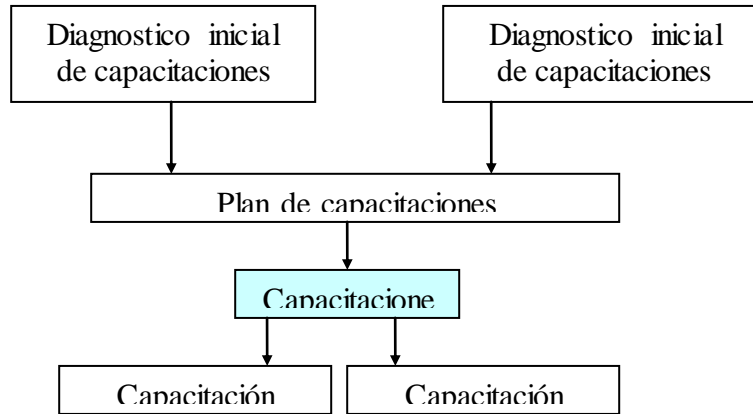 Diagnostico inicial
de capacitaciones
Diagnostico inicial
de capacitaciones
Plan de capacitaciones
Capacitacione
Capacitación
Capacitación